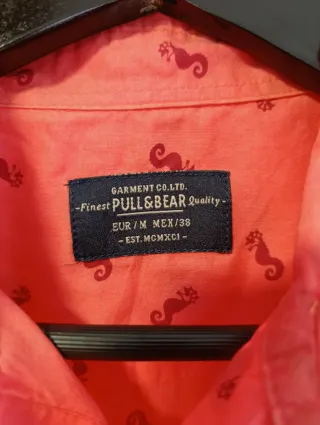 GARMENT CO.LTD.
-Finest PULL&BEAR Quality-
EUR/M MEX/38
- EST.MCMXCI -